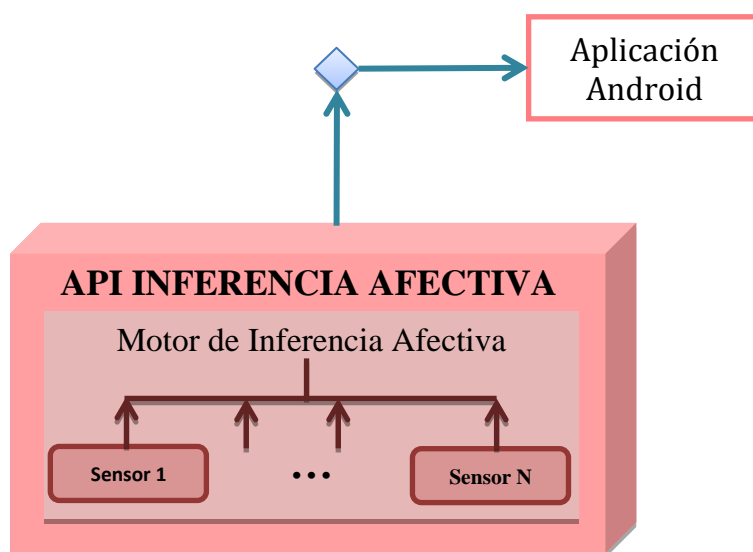 Aplicación
Android
API INFERENCIA AFECTIVA
Motor de Inferencia Afectiva
Sensor 1
...
Sensor N